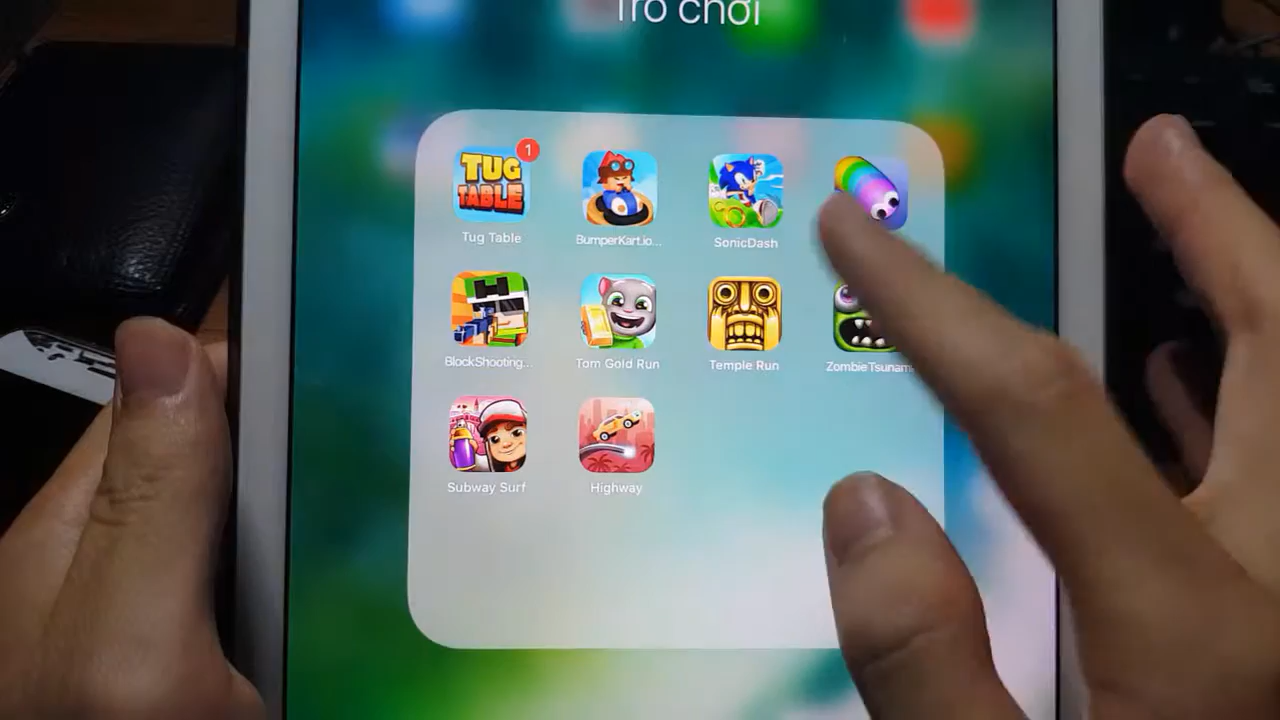 Trò chơi
1
TUG
TABLE
Tug Table
BumperKart.io...
SonicDash
BlockShooting...
Tom Gold Run
Temple Run
ZombieTsunami
Subway Surf
Highway